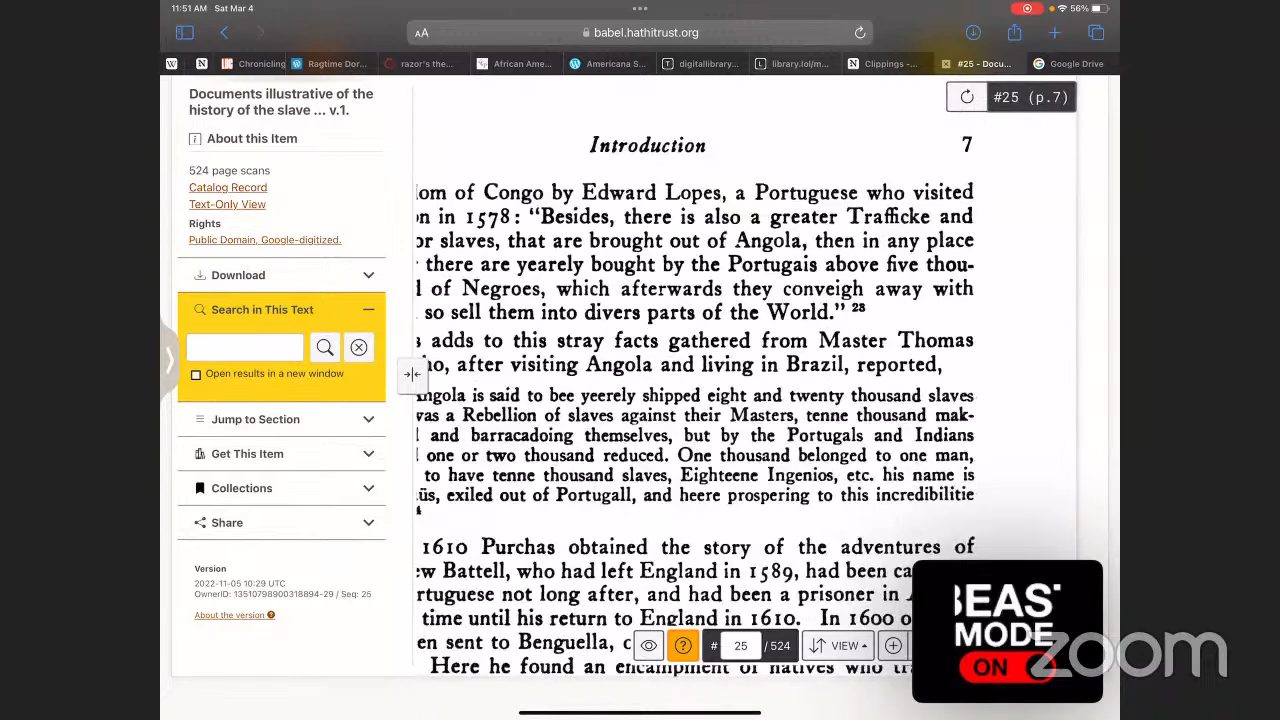 11:51 AM Sat Mar 4
56%
AA babel.hathitrust.org
Chronicling
Ragtime Dor...
razor's the...
African Ame...
Americana S...
digitallibrary...
library.lol/m...
Clippings -...
#25 - Docu...
Google Drive
Documents illustrative of the
history of the slave ... v.1.
About this Item
524 page scans
Catalog Record
Text-Only View
Rights
Public Domain, Google-digitized.
Download
Search in This Text
Open results in a new window
Jump to Section
Get This Item
Collections
Share
Version
2022-11-05 10:29 UTC
OwnerID: 13510798900318894-29 / Seq: 25
About the version
#25 (p.7)
Introduction 7
lom of Congo by Edward Lopes, a Portuguese who visited
n in 1578: “Besides, there is also a greater Trafficke and
or slaves, that are brought out of Angola, then in any place
there are yearely bought by the Portugais above five thou-
l of Negroes, which afterwards they conveigh away with
so sell them into divers parts of the World.” 23
s adds to this stray facts gathered from Master Thomas
ho, after visiting Angola and living in Brazil, reported,
ngola is said to bee yeerely shipped eight and twenty thousand slaves
was a Rebellion of slaves against their Masters, tenne thousand mak-
and barracadoing themselves, but by the Portugals and Indians
one or two thousand reduced. One thousand belonged to one man,
to have tenne thousand slaves, Eighteene Ingenios, etc. his name is
üs, exiled out of Portugall, and heere prospering to this incredibilitie
1610 Purchas obtained the story of the adventures of
ew Battell, who had left England in 1589, had been ca
rtuguese not long after, and had been a prisoner in
time until his return to England in 1610. In 1600 o
en sent to Benguella,
Here he found an encampment of natives who tr
# 25 / 524 VIEW
BEAST
MODE
ON
zoom